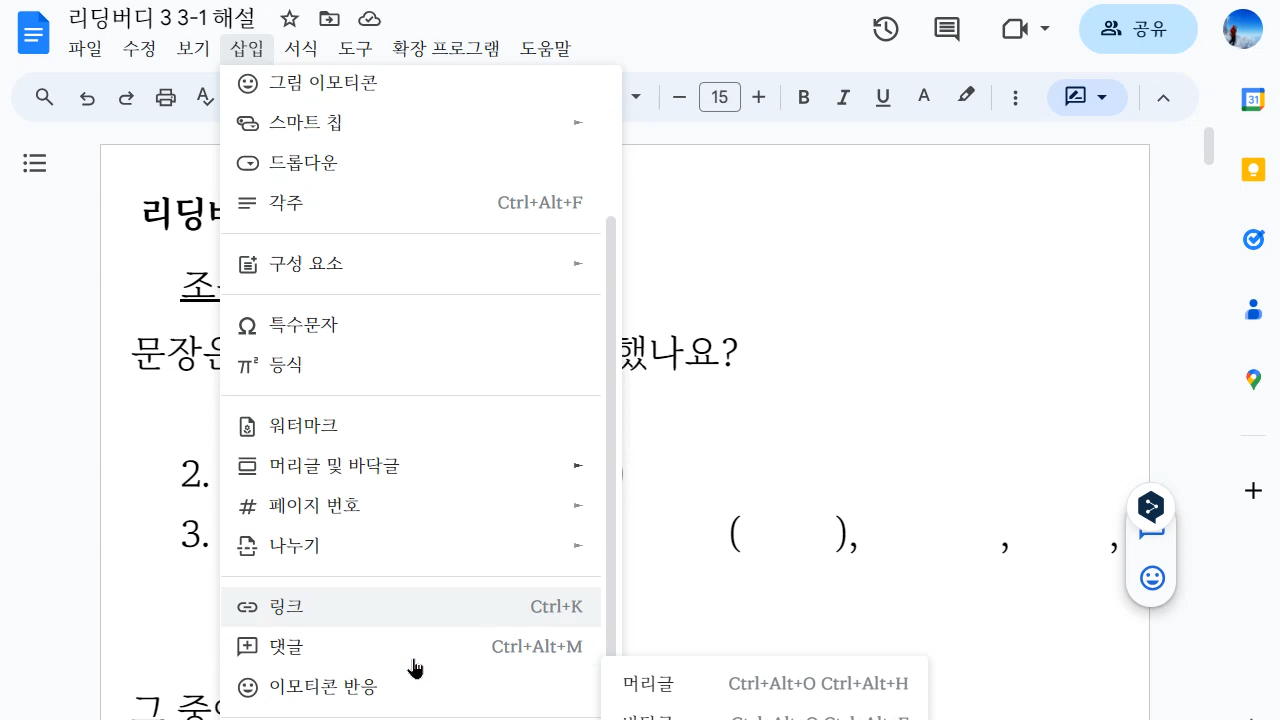 리딩버디 3 3-1 해설
파일 수정 보기 삽입 서식 도구 확장 프로그램 도움말
공유
15
그림 이모티콘
스마트 칩
드롭다운
각주 Ctrl+Alt+F
구성 요소
특수문자
등식
워터마크
머리글 및 바닥글
페이지 번호
나누기
링크 Ctrl+K
댓글 Ctrl+Alt+M
이모티콘 반응
머리글 Ctrl+Alt+O Ctrl+Alt+H
리딩
조
문장은 했나요?
2.
3. ( ), , ,
그 중
31